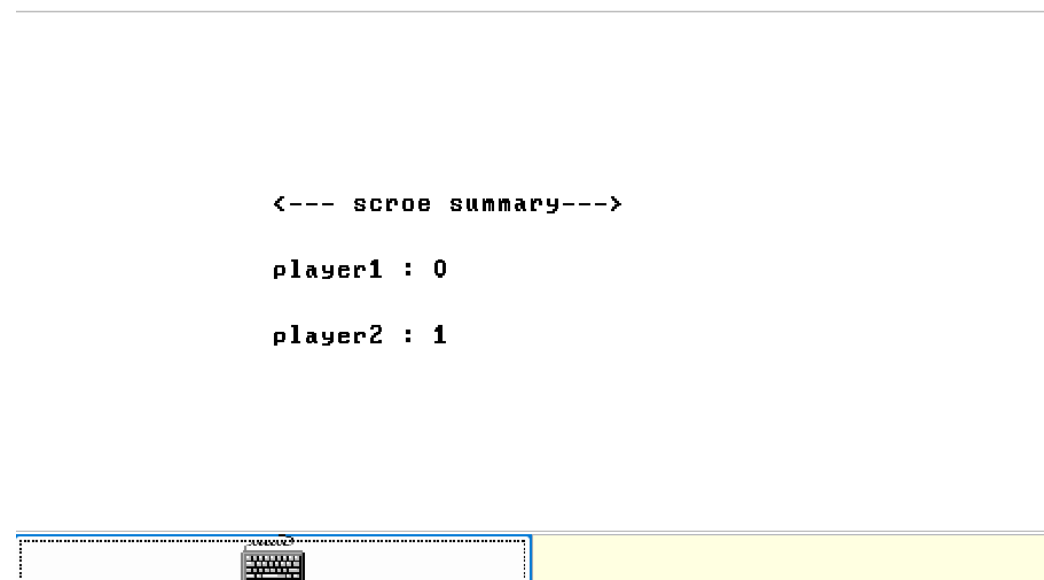 <--- scroe summary--->
player1 : 0
player2 : 1